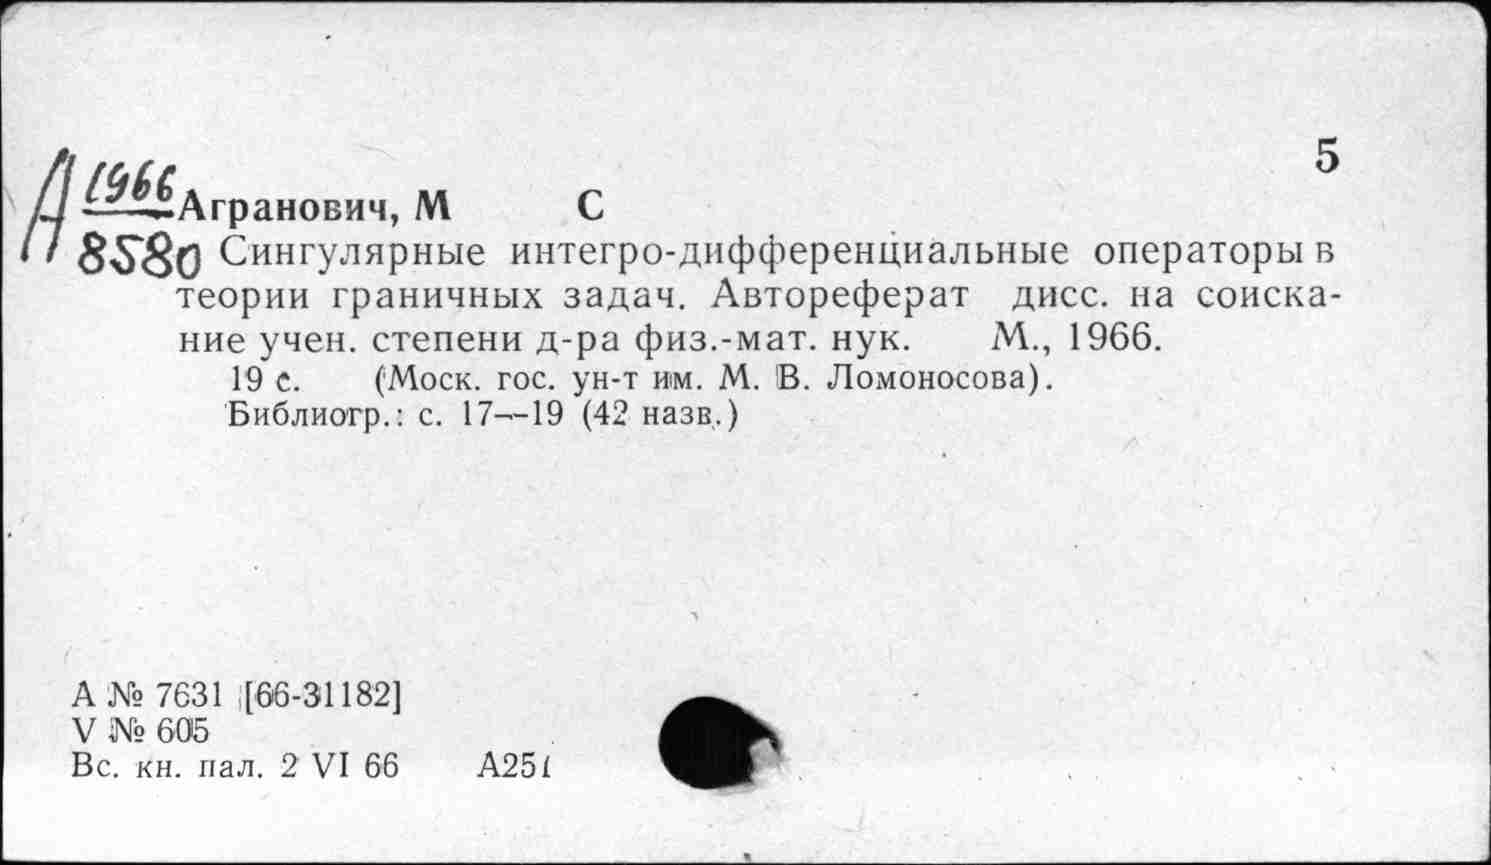 5
А 1966
8580
Агранович, М С
Сингулярные интегро-дифференциальные операторы в
теории граничных задач. Автореферат дисс. на соиска-
ние учен. степени д-ра физ.-мат. нук. М., 1966.
19 с. (Моск. гос. ун-т им. М. В. Ломоносова).
Библиогр.: с. 17—19 (42 назв.)
А № 7631 [66-31182]
V № 605
Вс. кн. пал. 2 VI 66 А251